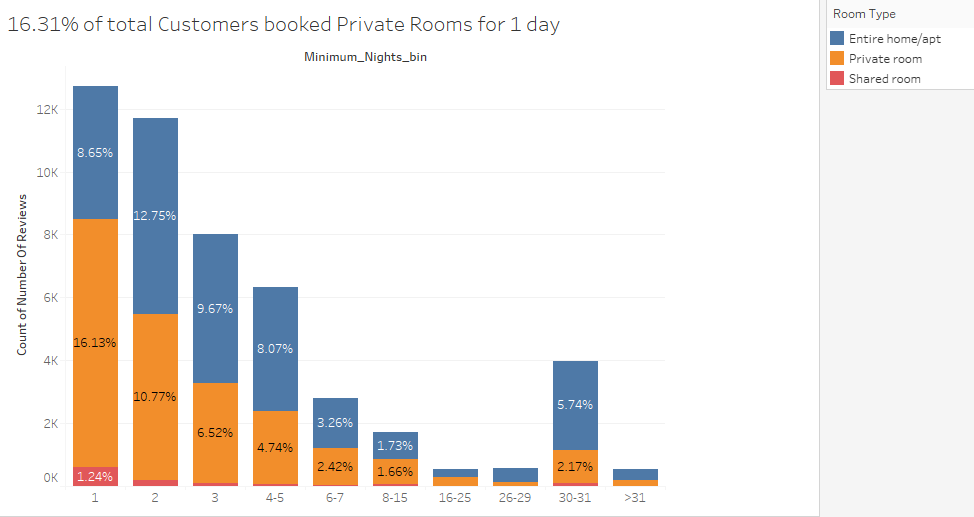 16.31% of total Customers booked Private Rooms for 1 day
Room Type
Entire home/apt
Private room
Shared room
Minimum_Nights_bin
Count of Number Of Reviews
12K
10K
8K
6K
4K
2K
0K
8.65%
16.13%
1.24%
12.75%
10.77%
9.67%
6.52%
8.07%
4.74%
3.26%
2.42%
1.73%
1.66%
5.74%
2.17%
1 2 3 4-5 6-7 8-15 16-25 26-29 30-31 >31